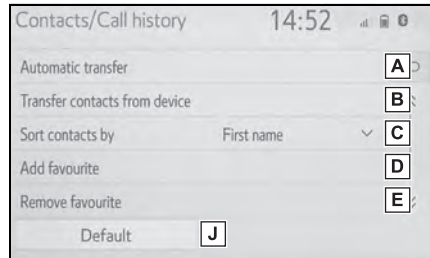 Contacts/Call history 14:52
Automatic transfer A
Transfer contacts from device B
Sort contacts by First name C
Add favourite D
Remove favourite E
Default J